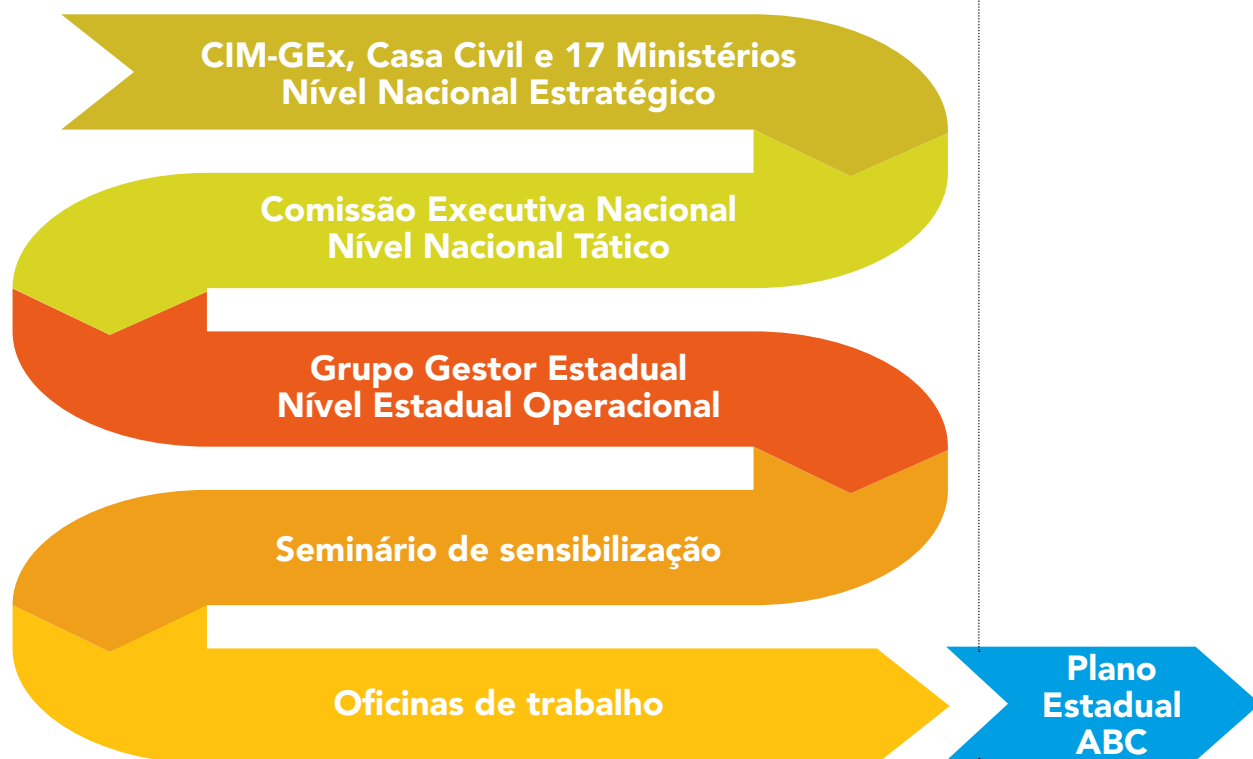 CIM-GEx, Casa Civil e 17 Ministérios
Nível Nacional Estratégico
Comissão Executiva Nacional
Nível Nacional Tático
Grupo Gestor Estadual
Nível Estadual Operacional
Seminário de sensibilização
Oficinas de trabalho
Plano
Estadual
ABC